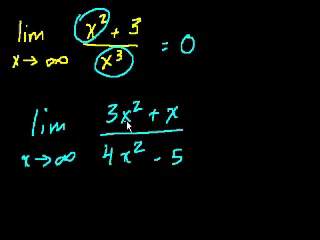 lim x→∞ (x² + 3)/(x³) = 0
lim x→∞ (3x² + x)/(4x² - 5)